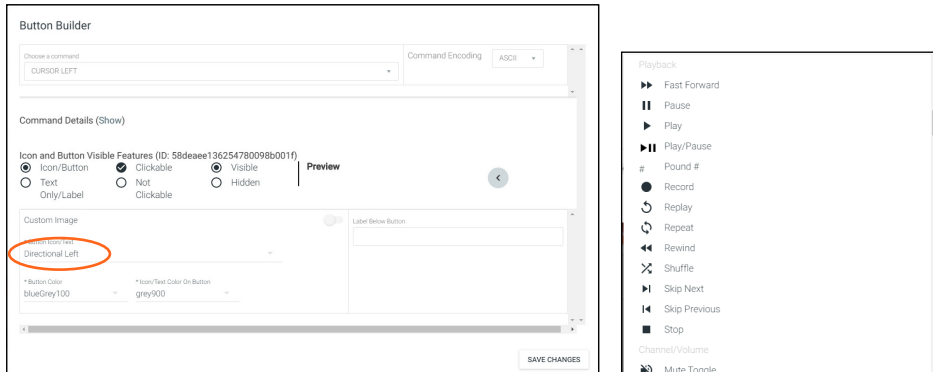 Button Builder
Choose a command
CURSOR LEFT
Command Encoding ASCII
Command Details (Show)
Icon and Button Visible Features (ID: 58deaee136254780098b001f)
Icon/Button Clickable Visible Preview
Text Only/Label Not Clickable Hidden
Custom Image
Label Below Button
* Button Icon/Text
Directional Left
* Button Color * Icon/Text Color On Button
blueGrey100 grey900
SAVE CHANGES
Playback
Fast Forward
Pause
Play
Play/Pause
# Pound #
Record
Replay
Repeat
Rewind
Shuffle
Skip Next
Skip Previous
Stop
Channel/Volume
Mute Toggle